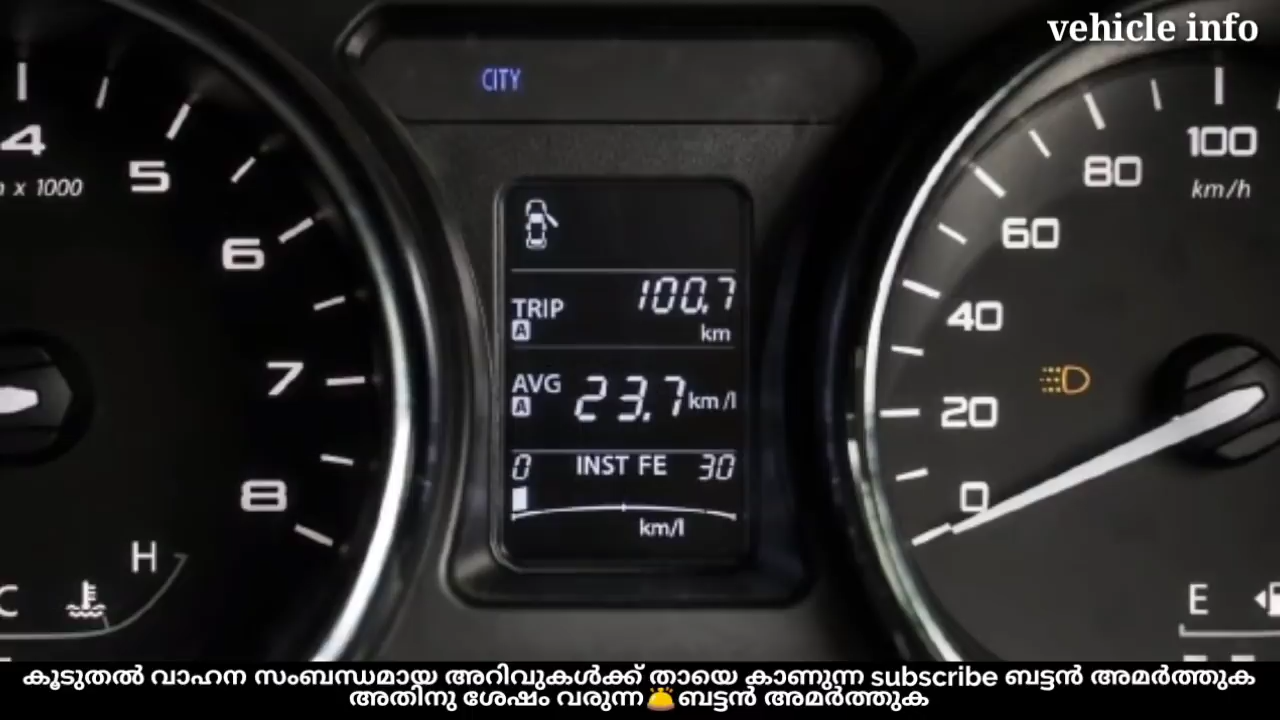 vehicle info
CITY
4
5
6
7
8
x 1000
H
C
TRIP
A
100.7
km
AVG
A
23.7 km/l
0 INST FE 30
km/l
100
km/h
80
60
40
20
0
E
കൂടുതൽ വാഹന സംബന്ധമായ അറിവുകൾക്ക് തായെ കാണുന്ന subscribe ബട്ടൻ അമർത്തുക
അതിനു ശേഷം വരുന്ന🛎️ബട്ടൻ അമർത്തുക